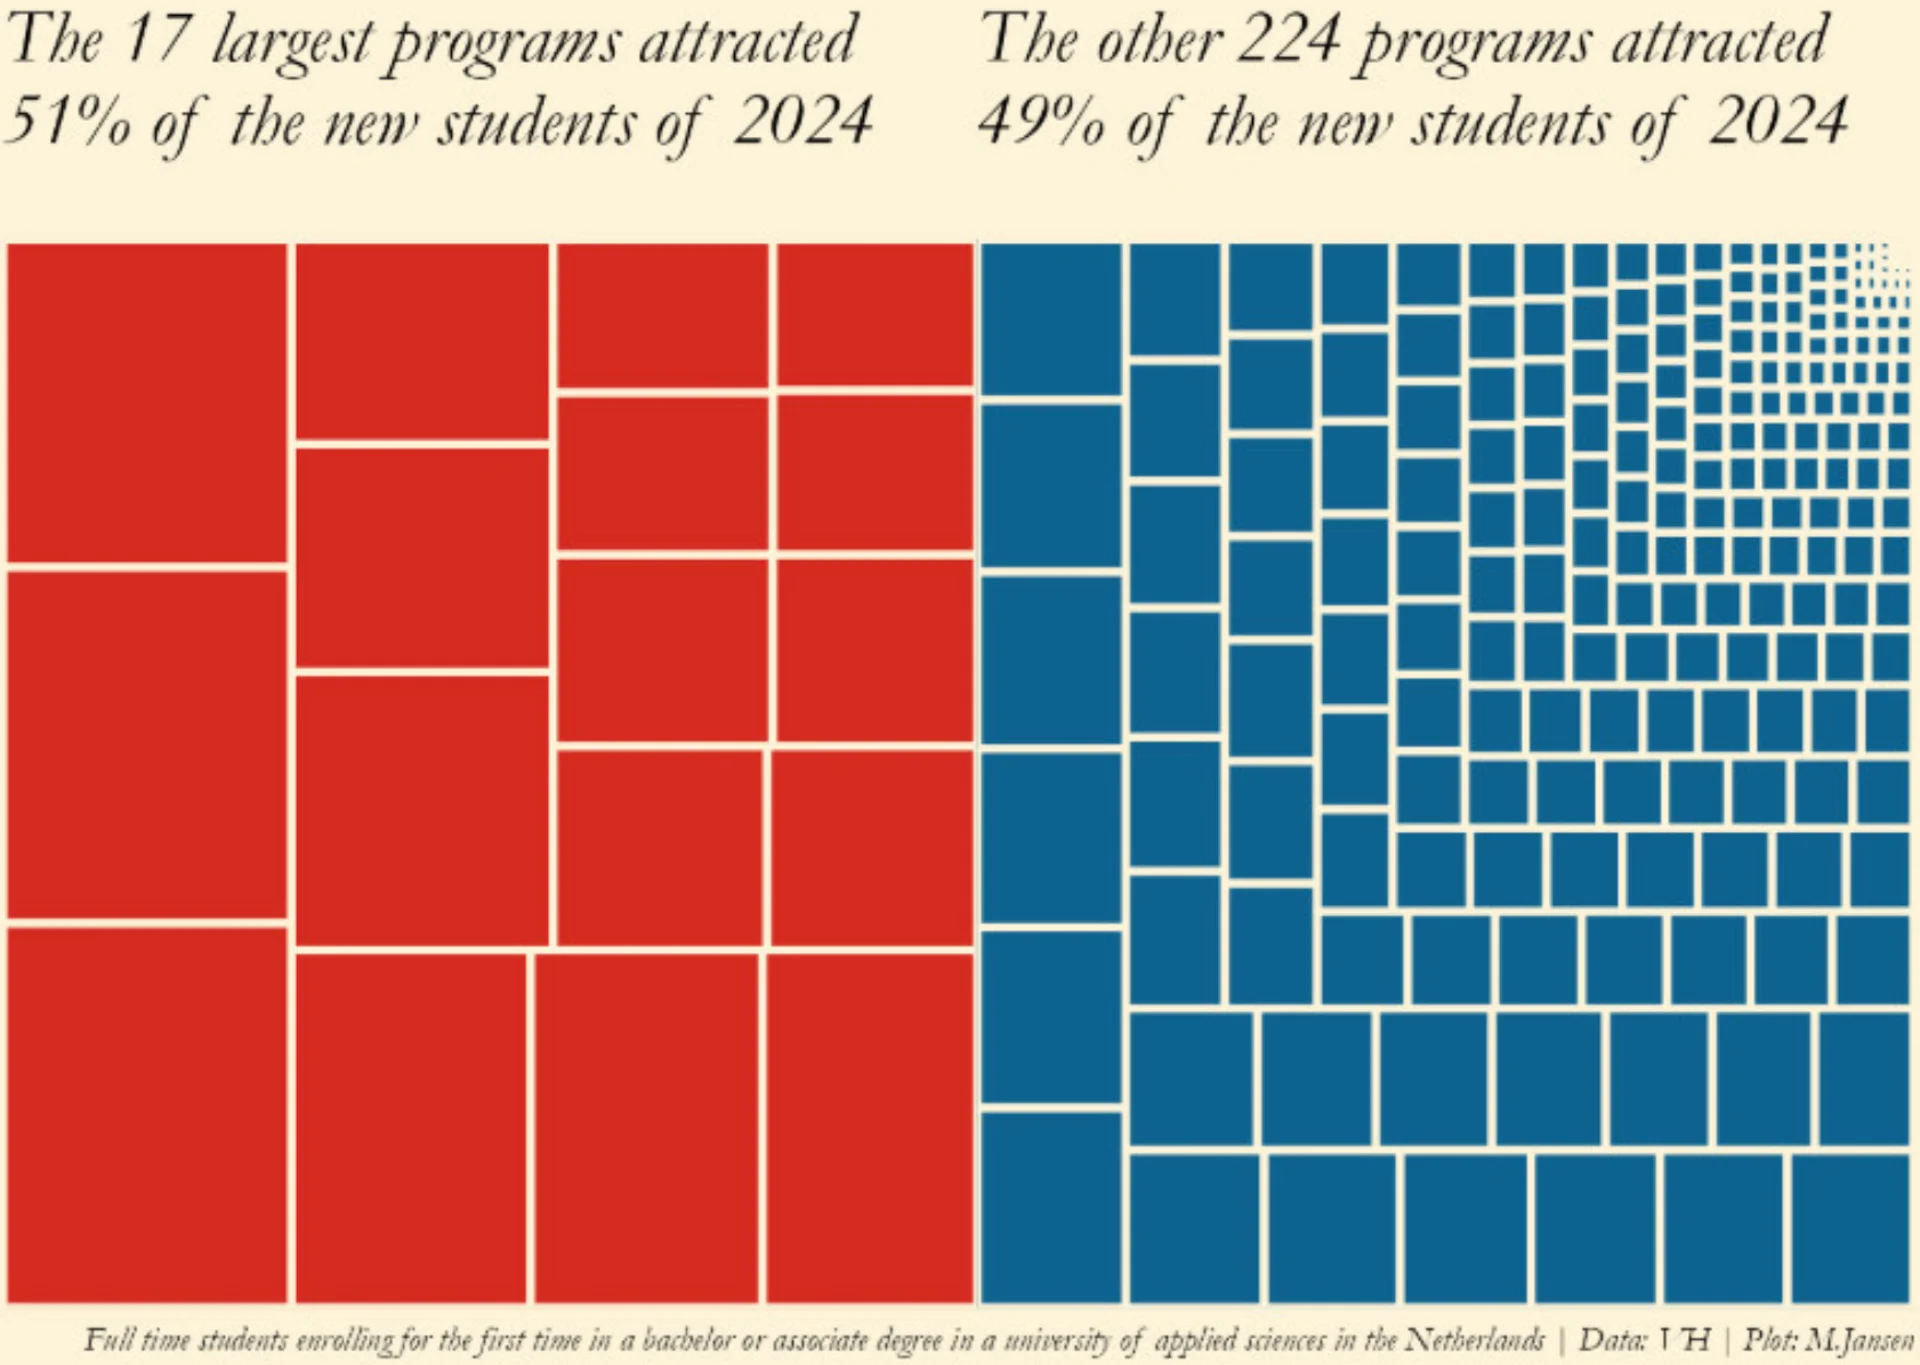 The 17 largest programs attracted
51% of the new students of 2024
The other 224 programs attracted
49% of the new students of 2024
Full time students enrolling for the first time in a bachelor or associate degree in a university of applied sciences in the Netherlands | Data: VH | Plot: M.Jansen